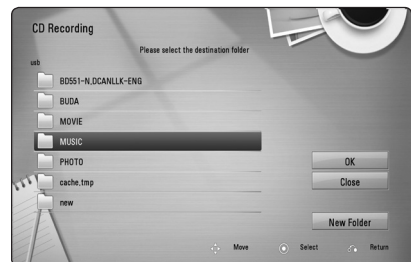 CD Recording
Please select the destination folder
usb
BD551-N,DCANLLK-ENG
BUDA
MOVIE
MUSIC
PHOTO
cache,tmp
new
OK
Close
New Folder
Move Select Return